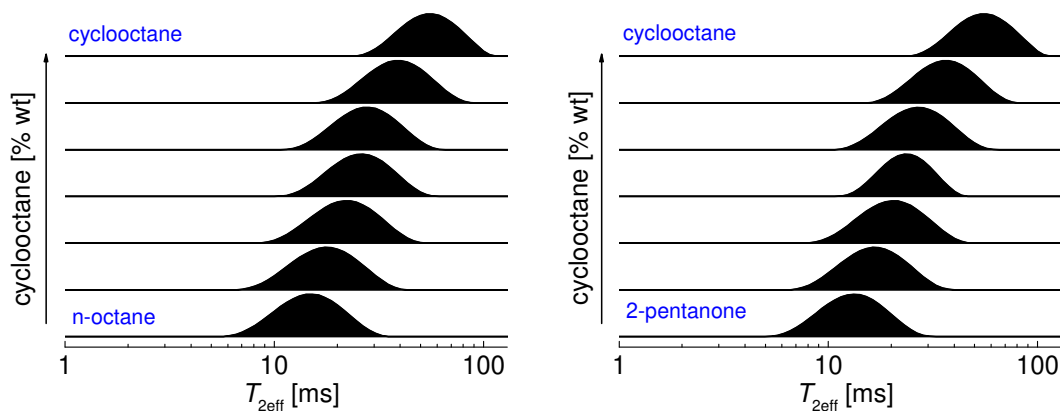 cyclooctane
cyclooctane [% wt]
n-octane
1 10 100
T2eff [ms]
cyclooctane
cyclooctane [% wt]
2-pentanone
1 10 100
T2eff [ms]